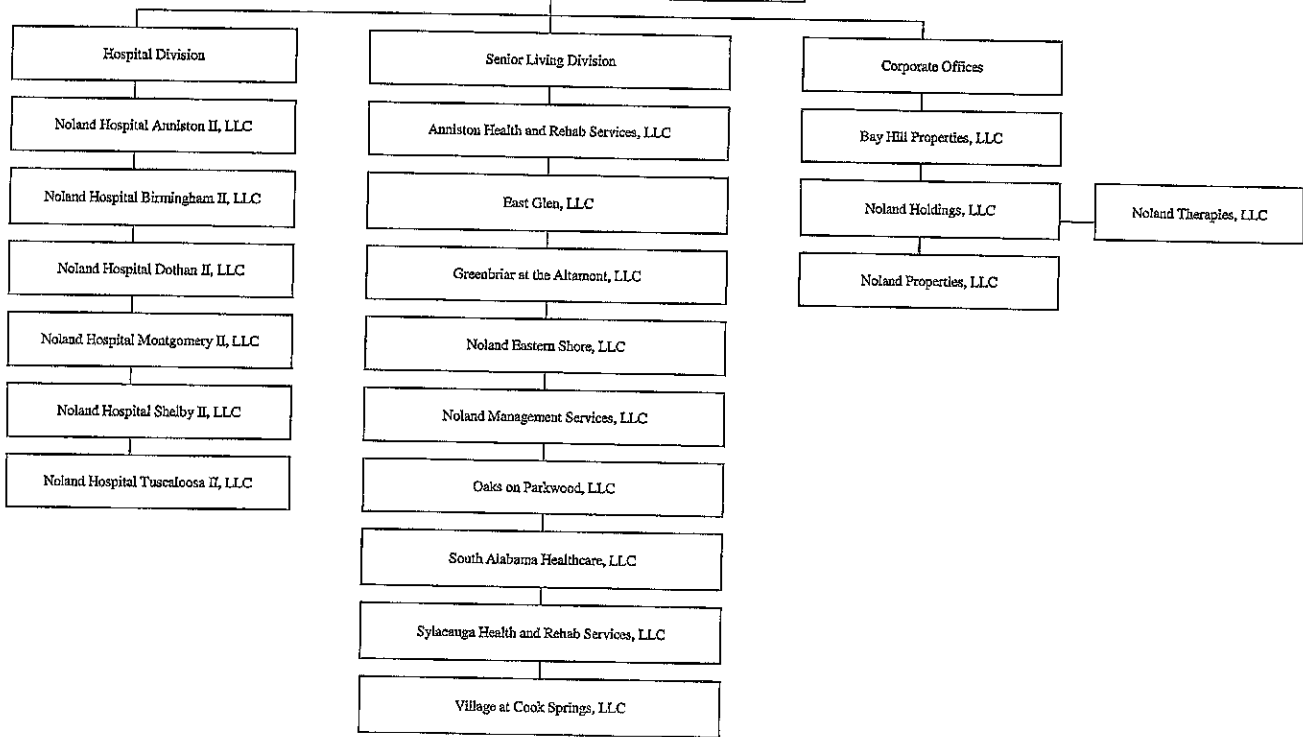 Hospital Division
Noland Hospital Anniston II, LLC
Noland Hospital Birmingham II, LLC
Noland Hospital Dothan II, LLC
Noland Hospital Montgomery II, LLC
Noland Hospital Shelby II, LLC
Noland Hospital Tuscaloosa II, LLC
Senior Living Division
Anniston Health and Rehab Services, LLC
East Glen, LLC
Greenbriar at the Altamont, LLC
Noland Eastern Shore, LLC
Noland Management Services, LLC
Oaks on Parkwood, LLC
South Alabama Healthcare, LLC
Sylacauga Health and Rehab Services, LLC
Village at Cook Springs, LLC
Corporate Offices
Bay Hill Properties, LLC
Noland Holdings, LLC
Noland Therapies, LLC
Noland Properties, LLC